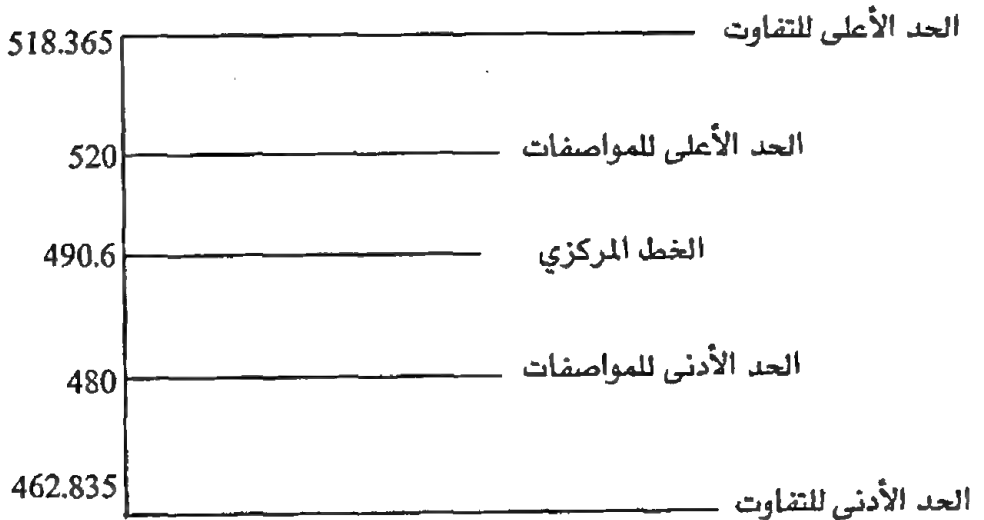 518.365 الحد الأعلى للتفاوت
520 الحد الأعلى للمواصفات
490.6 الخط المركزي
480 الحد الأدنى للمواصفات
462.835 الحد الأدنى للتفاوت